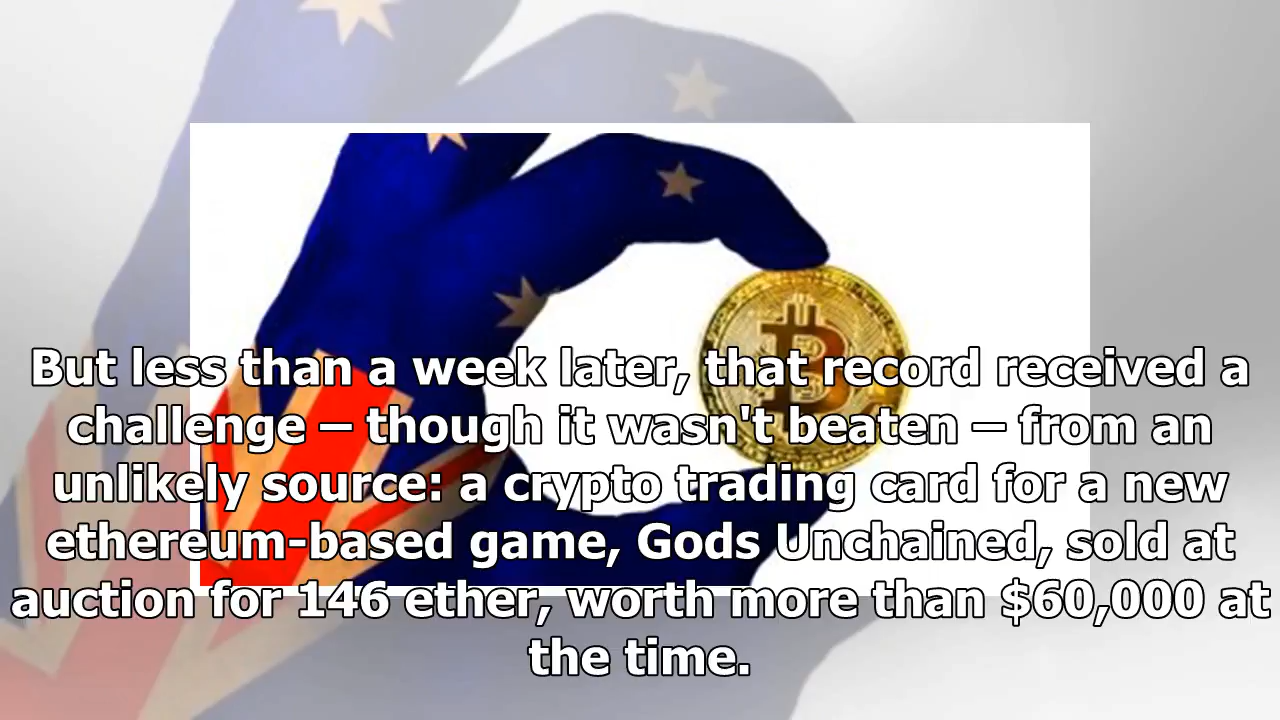 But less than a week later, that record received a
challenge – though it wasn't beaten – from an
unlikely source: a crypto trading card for a new
ethereum-based game, Gods Unchained, sold at
auction for 146 ether, worth more than $60,000 at
the time.